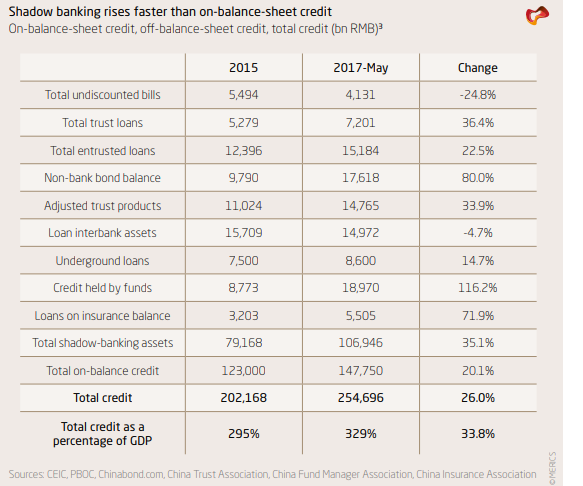 Shadow banking rises faster than on-balance-sheet credit
On-balance-sheet credit, off-balance-sheet credit, total credit (bn RMB)³
2015 2017-May Change
Total undiscounted bills 5,494 4,131 -24.8%
Total trust loans 5,279 7,201 36.4%
Total entrusted loans 12,396 15,184 22.5%
Non-bank bond balance 9,790 17,618 80.0%
Adjusted trust products 11,024 14,765 33.9%
Loan interbank assets 15,709 14,972 -4.7%
Underground loans 7,500 8,600 14.7%
Credit held by funds 8,773 18,970 116.2%
Loans on insurance balance 3,203 5,505 71.9%
Total shadow-banking assets 79,168 106,946 35.1%
Total on-balance credit 123,000 147,750 20.1%
Total credit 202,168 254,696 26.0%
Total credit as a
percentage of GDP 295% 329% 33.8%
Sources: CEIC, PBOC, Chinabond.com, China Trust Association, China Fund Manager Association, China Insurance Association
©MERICS